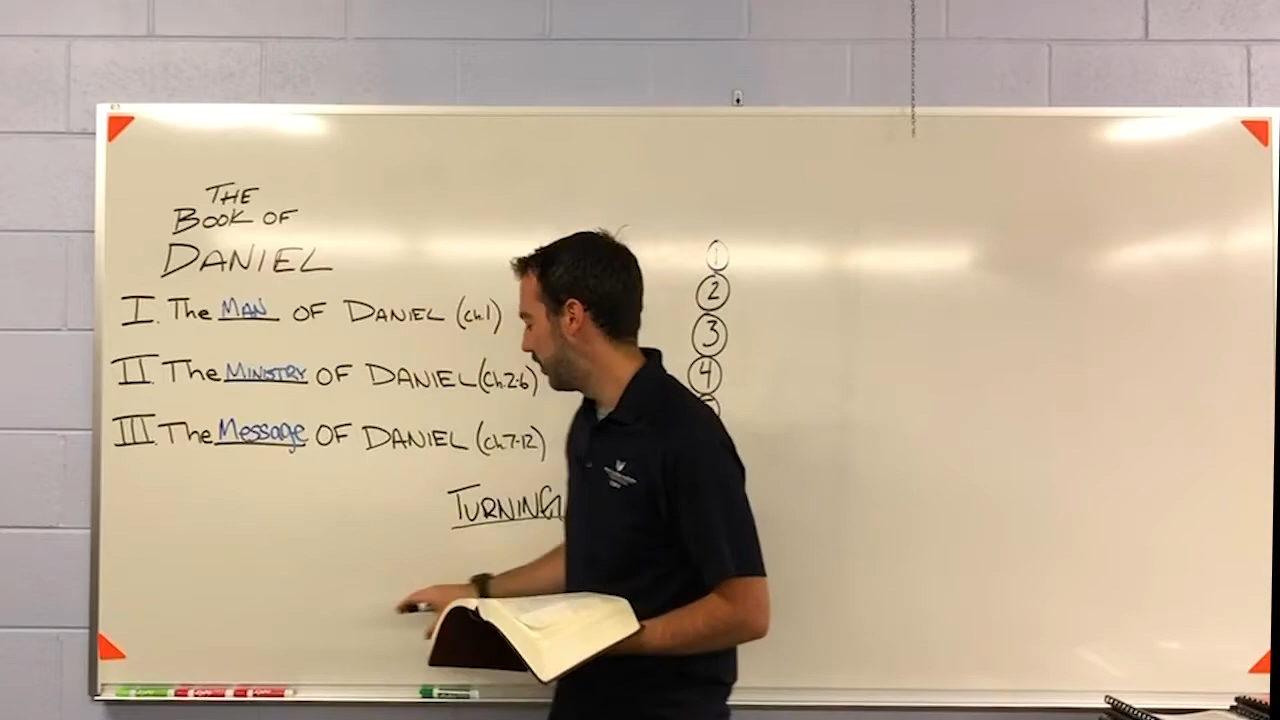 THE
BOOK OF
DANIEL
I. The MAN OF DANIEL (ch.1)
II. The MINISTRY OF DANIEL (Ch.2-6)
III. The Message OF DANIEL (ch.7-12)
TURNING
1
2
3
4